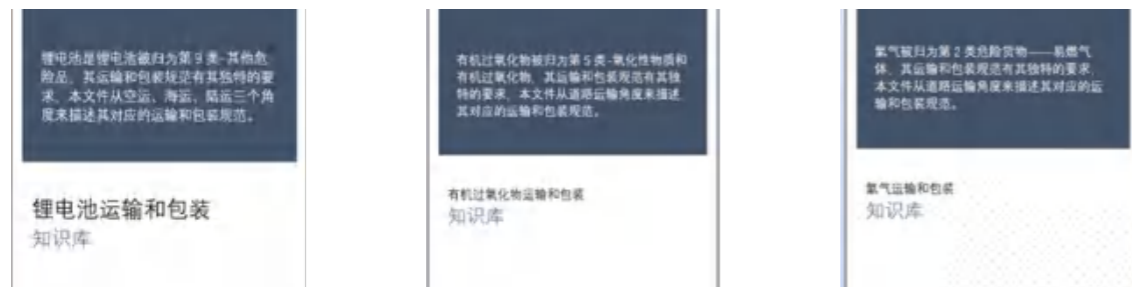 锂电池是锂电池被归为第9类-其他危
险品，其运输和包装规范有其独特的要
求，本文件从空运、海运、陆运三个角
度来描述其对应的运输和包装规范。
锂电池运输和包装
知识库
有机过氧化物被归为第5类-氧化性物质和
有机过氧化物，其运输和包装规范有其独
特的要求，本文件从道路运输角度来描述
其对应的运输和包装规范。
有机过氧化物运输和包装
知识库
氢气被归为第2类危险货物——易燃气
体，其运输和包装规范有其独特的要求，
本文件从道路运输角度来描述其对应的运
输和包装规范。
氢气运输和包装
知识库